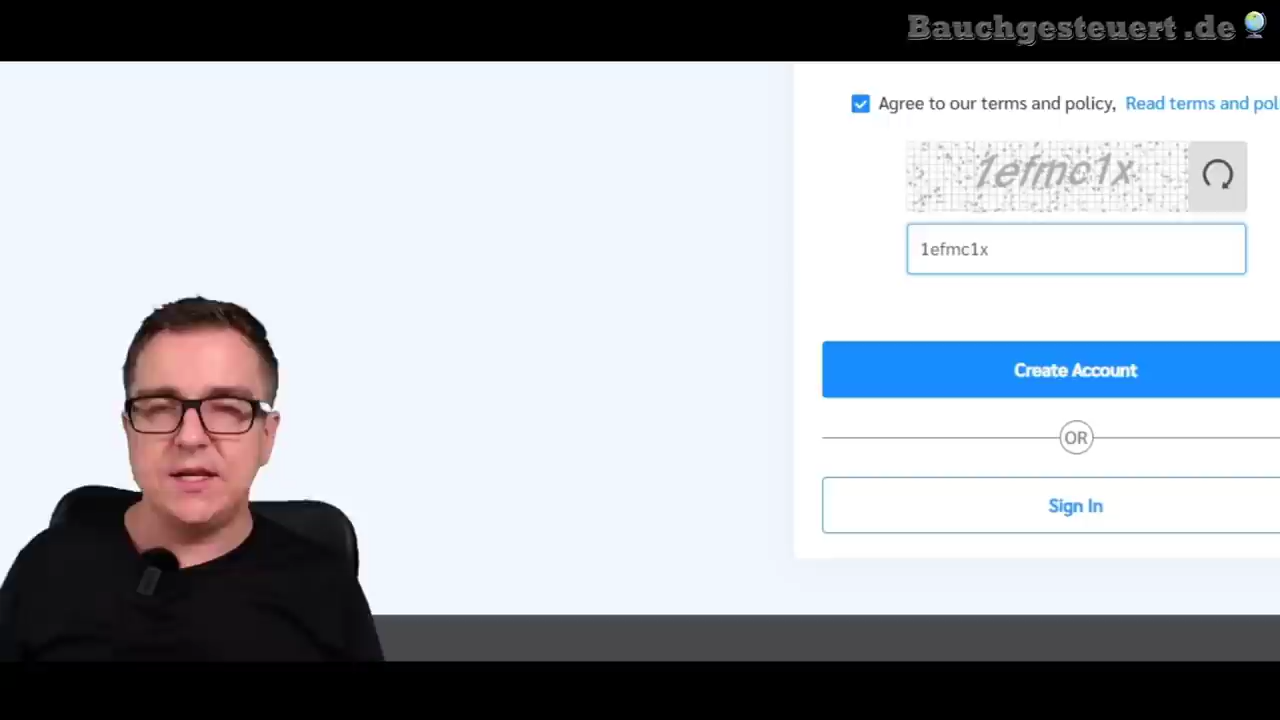 Bauchgesteuert.de
Agree to our terms and policy, Read terms and pol
1efmc1x
1efmc1x
Create Account
OR
Sign In